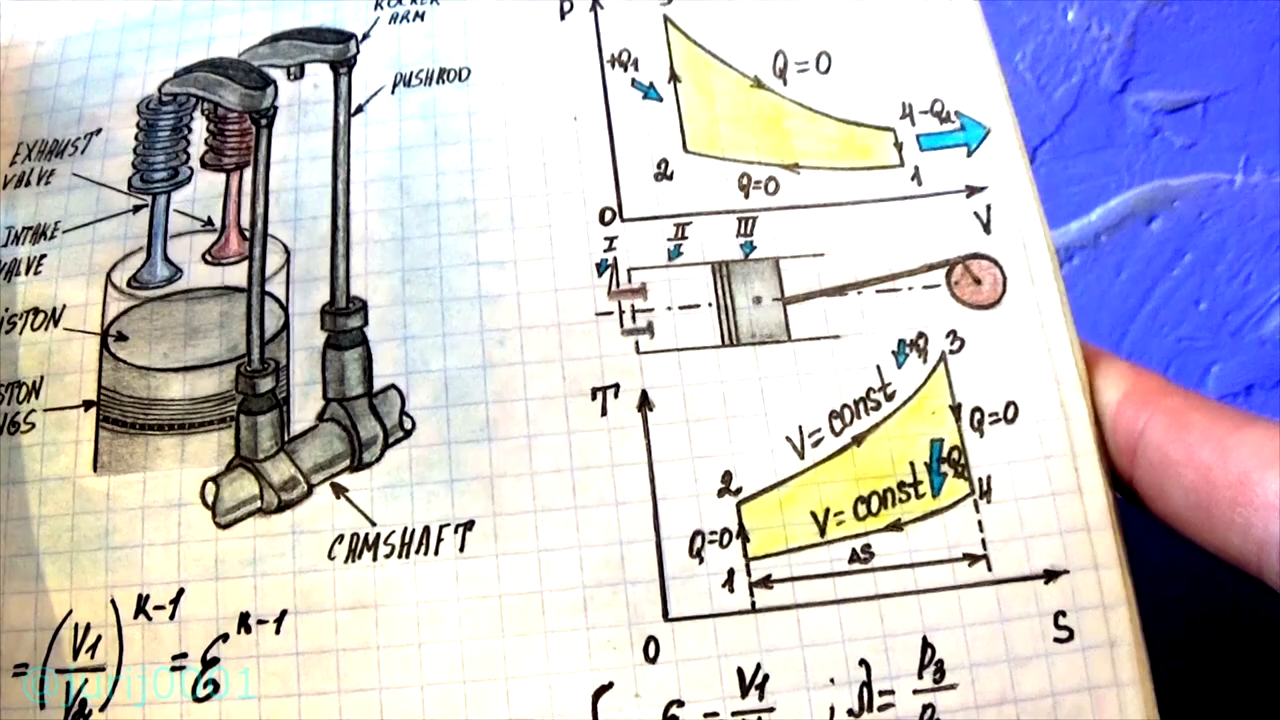 ROCKER
ARM
PUSHROD
EXHAUST
VALVE
INTAKE
VALVE
PISTON
PISTON
RINGS
CAMSHAFT
= (V1/V2)^K-1 = ε^K-1
@jurij0001
P
3
+Q1
Q=0
4
-Q2
2
Q=0
1
0
V
I
II
III
T
+Q
3
V=const
Q=0
2
-Q2
V=const
4
Q=0
1
ΔS
0
S
ε = V1
; λ = P3